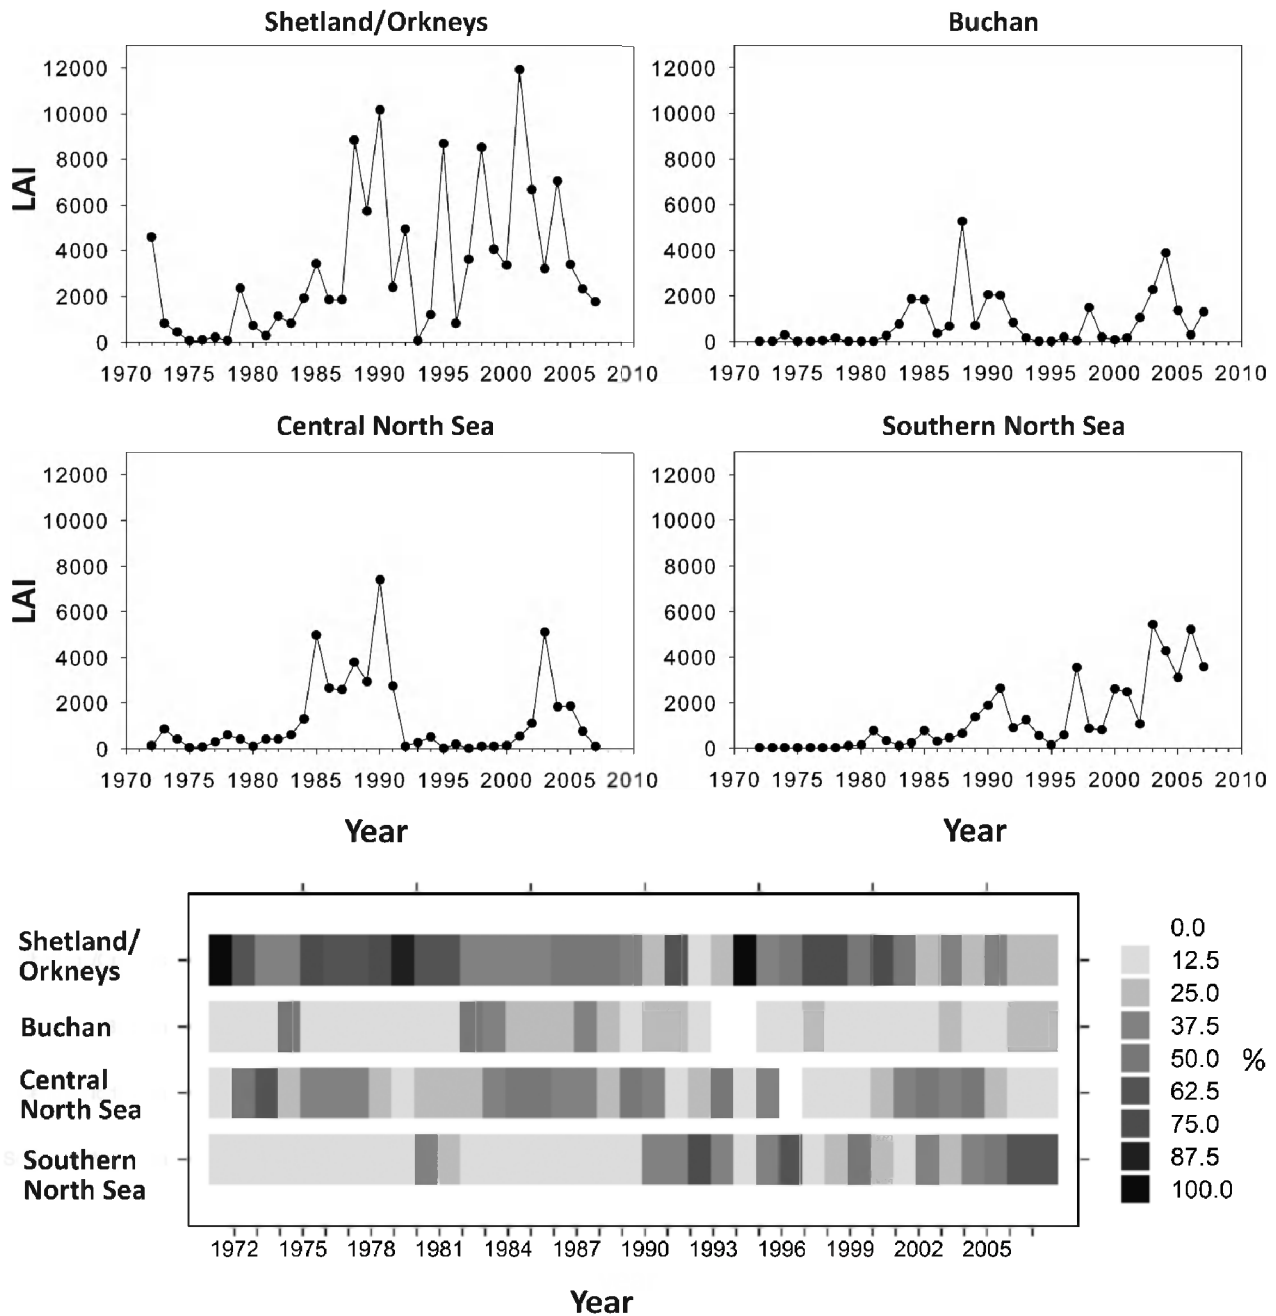 Shetland/Orkneys
Buchan
LAI
12000
10000
8000
6000
4000
2000
0
1970 1975 1980 1985 1990 1995 2000 2005 2010
12000
10000
8000
6000
4000
2000
0
1970 1975 1980 1985 1990 1995 2000 2005 2010
Central North Sea
Southern North Sea
LAI
12000
10000
8000
6000
4000
2000
0
1970 1975 1980 1985 1990 1995 2000 2005 2010
Year
12000
10000
8000
6000
4000
2000
0
1970 1975 1980 1985 1990 1995 2000 2005 2010
Year
Shetland/
Orkneys
Buchan
Central
North Sea
Southern
North Sea
0.0
12.5
25.0
37.5
50.0 %
62.5
75.0
87.5
100.0
1972 1975 1978 1981 1984 1987 1990 1993 1996 1999 2002 2005
Year